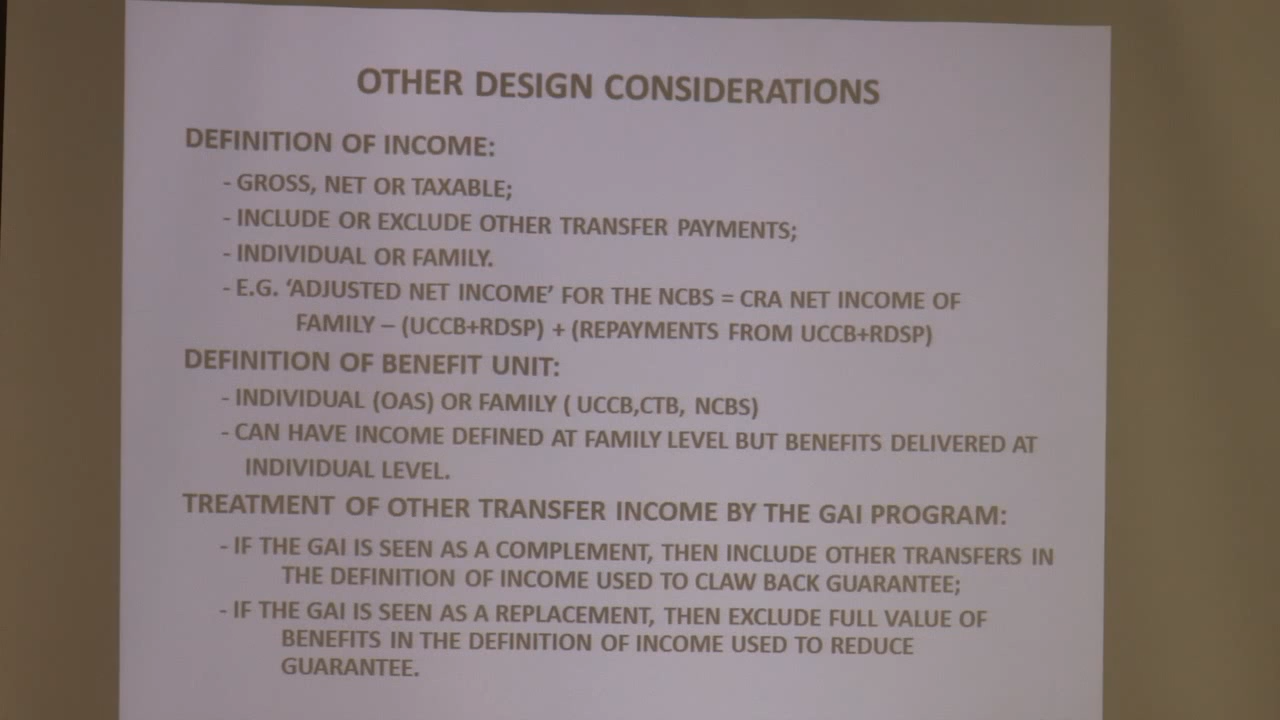 OTHER DESIGN CONSIDERATIONS
DEFINITION OF INCOME:
- GROSS, NET OR TAXABLE;
- INCLUDE OR EXCLUDE OTHER TRANSFER PAYMENTS;
- INDIVIDUAL OR FAMILY.
- E.G. ‘ADJUSTED NET INCOME’ FOR THE NCBS = CRA NET INCOME OF
FAMILY – (UCCB+RDSP) + (REPAYMENTS FROM UCCB+RDSP)
DEFINITION OF BENEFIT UNIT:
- INDIVIDUAL (OAS) OR FAMILY ( UCCB,CTB, NCBS)
- CAN HAVE INCOME DEFINED AT FAMILY LEVEL BUT BENEFITS DELIVERED AT
INDIVIDUAL LEVEL.
TREATMENT OF OTHER TRANSFER INCOME BY THE GAI PROGRAM:
- IF THE GAI IS SEEN AS A COMPLEMENT, THEN INCLUDE OTHER TRANSFERS IN
THE DEFINITION OF INCOME USED TO CLAW BACK GUARANTEE;
- IF THE GAI IS SEEN AS A REPLACEMENT, THEN EXCLUDE FULL VALUE OF
BENEFITS IN THE DEFINITION OF INCOME USED TO REDUCE
GUARANTEE.